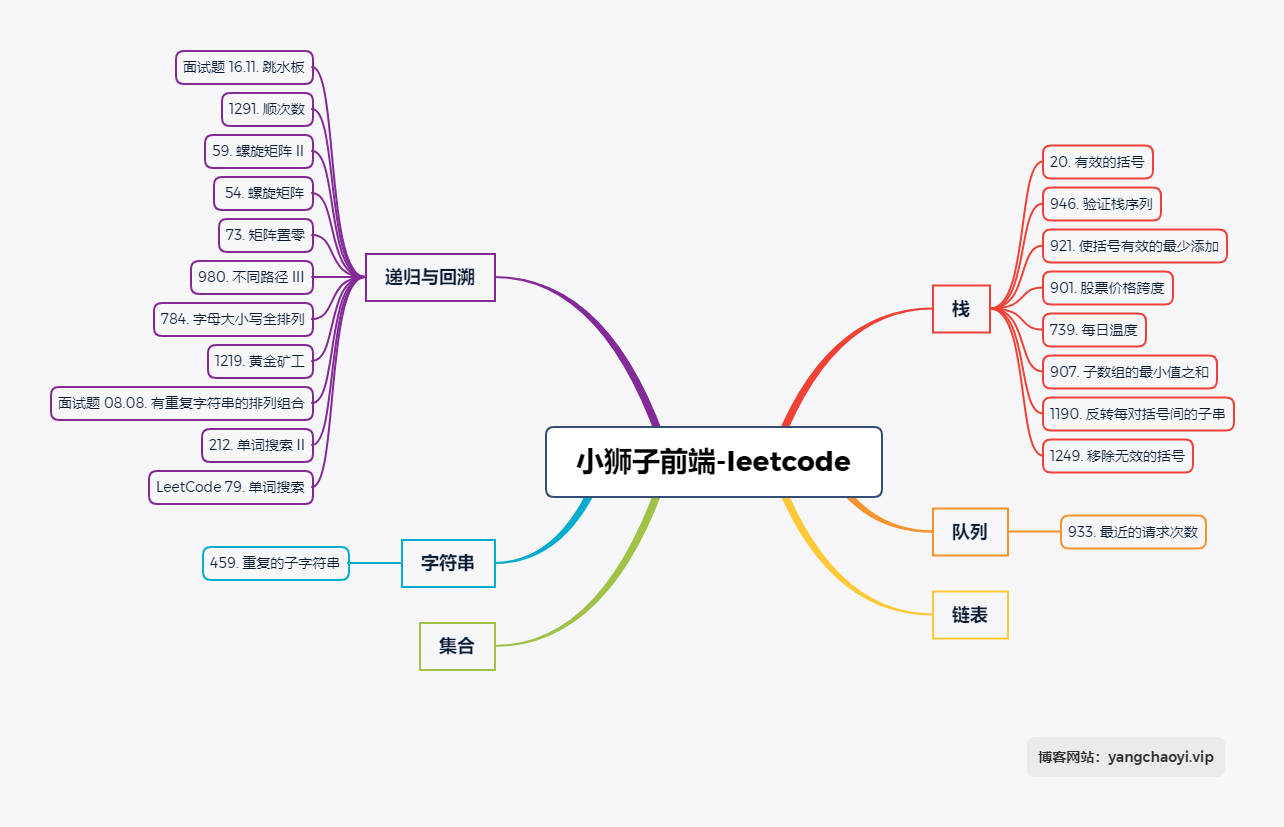 小狮子前端-leetcode
栈
20. 有效的括号
946. 验证栈序列
921. 使括号有效的最少添加
901. 股票价格跨度
739. 每日温度
907. 子数组的最小值之和
1190. 反转每对括号间的子串
1249. 移除无效的括号
队列
933. 最近的请求次数
链表
递归与回溯
面试题 16.11. 跳水板
1291. 顺次数
59. 螺旋矩阵 II
54. 螺旋矩阵
73. 矩阵置零
980. 不同路径 III
784. 字母大小写全排列
1219. 黄金矿工
面试题 08.08. 有重复字符串的排列组合
212. 单词搜索 II
LeetCode 79. 单词搜索
字符串
459. 重复的子字符串
集合
博客网站：yangchaoyi.vip